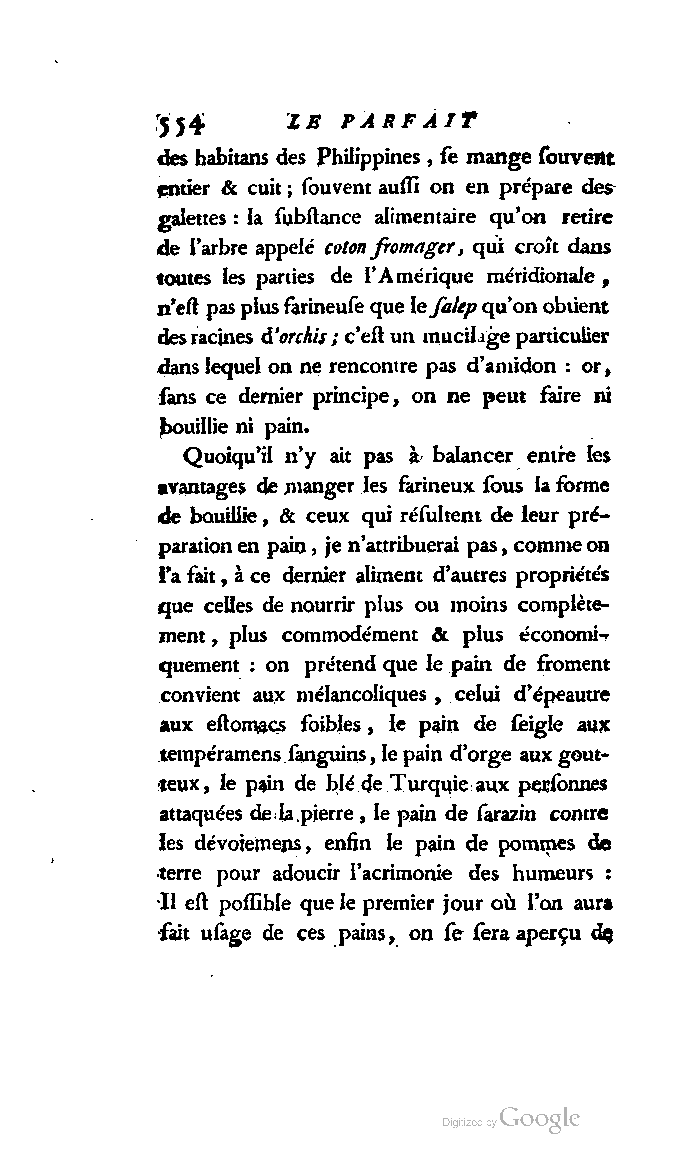 554 LE PARFAIT
des habitans des Philippines, ſe mange ſouvent
entier & cuit ; ſouvent auſſi on en prépare des
galettes : la ſubſtance alimentaire qu'on retire
de l'arbre appelé coton fromager, qui croît dans
toutes les parties de l'Amérique méridionale,
n'eſt pas plus farineuſe que le ſalep qu'on obtient
des racines d'orchis ; c'eſt un mucilage particulier
dans lequel on ne rencontre pas d'amidon : or,
ſans ce dernier principe, on ne peut faire ni
bouillie ni pain.
Quoiqu'il n'y ait pas à balancer entre les
avantages de manger les farineux ſous la forme
de bouillie, & ceux qui réſultent de leur pré-
paration en pain, je n'attribuerai pas, comme on
l'a fait, à ce dernier aliment d'autres propriétés
que celles de nourrir plus ou moins complète-
ment, plus commodément & plus économi-
quement : on prétend que le pain de froment
convient aux mélancoliques, celui d'épeautre
aux eſtomacs foibles, le pain de ſeigle aux
tempéramens ſanguins, le pain d'orge aux gout-
teux, le pain de blé de Turquie aux perſonnes
attaquées de la pierre, le pain de ſarazin contre
les dévoiemens, enfin le pain de pommes de
terre pour adoucir l'acrimonie des humeurs :
Il eſt poſſible que le premier jour où l'on aura
fait uſage de ces pains, on ſe ſera aperçu de
Digitized by Google